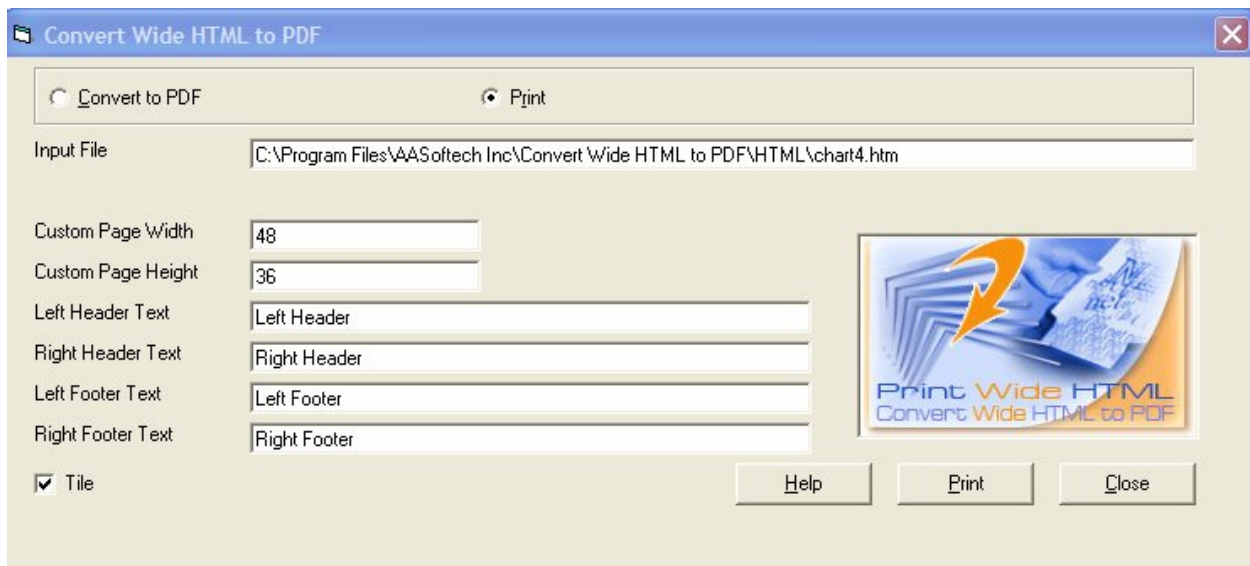 Convert Wide HTML to PDF
Convert to PDF Print
Input File C:\Program Files\AASoftech Inc\Convert Wide HTML to PDF\HTML\chart4.htm
Custom Page Width 48
Custom Page Height 36
Left Header Text Left Header
Right Header Text Right Header
Left Footer Text Left Footer
Right Footer Text Right Footer
Print Wide HTML
Convert Wide HTML to PDF
Tile Help Print Close